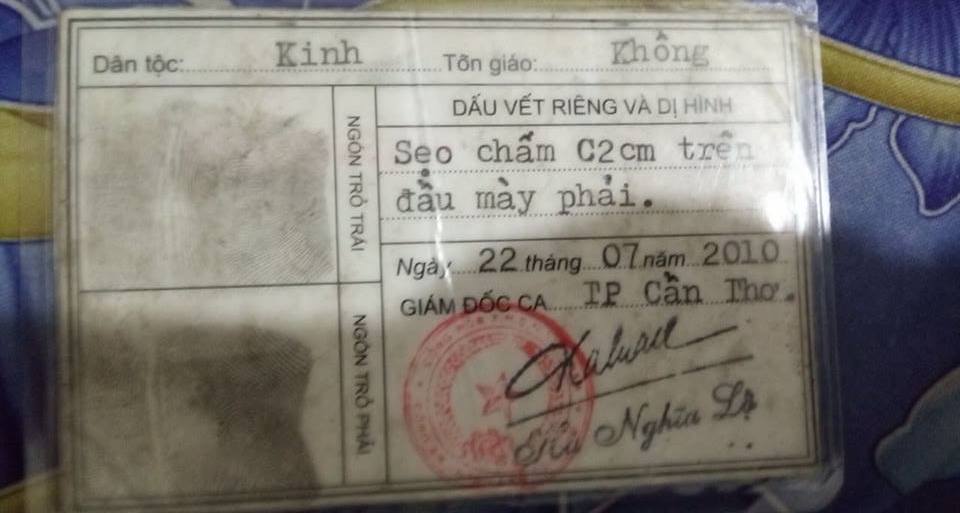 Dân tộc: Kinh Tôn giáo: Không
NGÓN TRỎ TRÁI
DẤU VẾT RIÊNG VÀ DỊ HÌNH
Sẹo chấm C2cm trên
đầu mày phải.
Ngày 22 tháng 07 năm 2010
GIÁM ĐỐC CA TP Cần Thơ.
NGÓN TRỎ PHẢI
Nghĩa Lộ